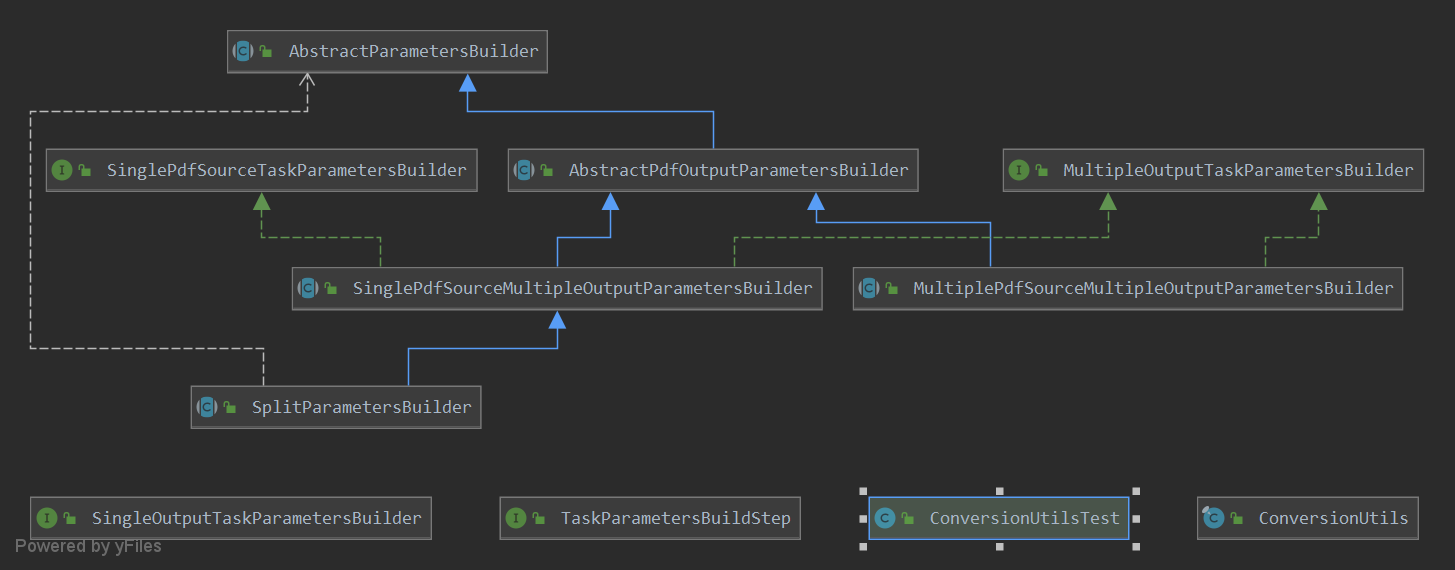 AbstractParametersBuilder
SinglePdfSourceTaskParametersBuilder
AbstractPdfOutputParametersBuilder
MultipleOutputTaskParametersBuilder
SinglePdfSourceMultipleOutputParametersBuilder
MultiplePdfSourceMultipleOutputParametersBuilder
SplitParametersBuilder
SingleOutputTaskParametersBuilder
TaskParametersBuildStep
ConversionUtilsTest
ConversionUtils
Powered by yFiles